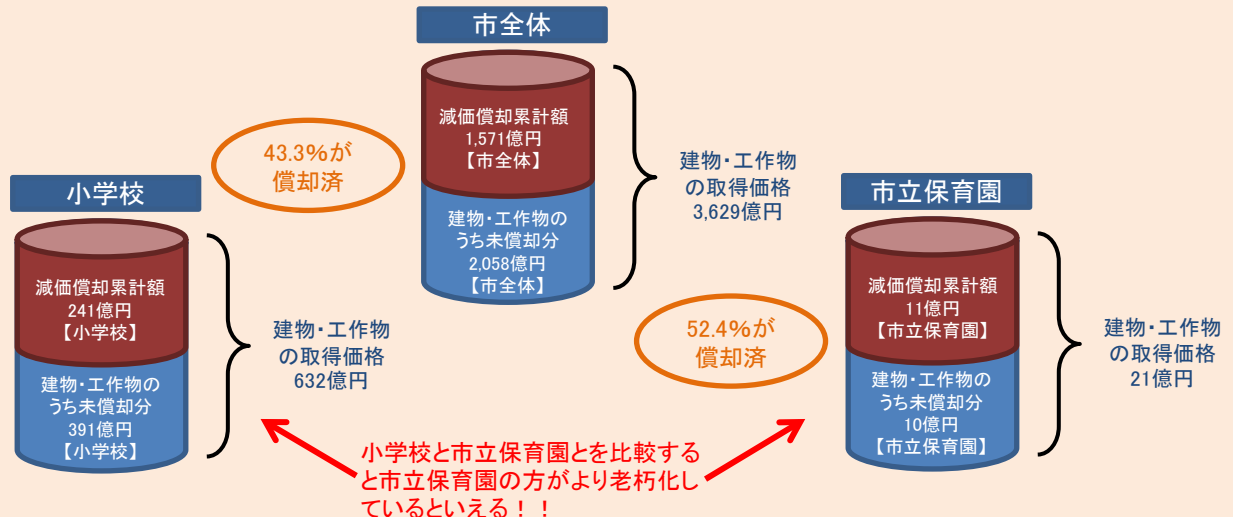 市全体
減価償却累計額
1,571億円
【市全体】
建物・工作物の
うち未償却分
2,058億円
【市全体】
建物・工作物
の取得価格
3,629億円
43.3%が
償却済
小学校
減価償却累計額
241億円
【小学校】
建物・工作物の
うち未償却分
391億円
【小学校】
建物・工作物
の取得価格
632億円
52.4%が
償却済
市立保育園
減価償却累計額
11億円
【市立保育園】
建物・工作物の
うち未償却分
10億円
【市立保育園】
建物・工作物
の取得価格
21億円
小学校と市立保育園とを比較する
と市立保育園の方がより老朽化し
ているといえる！！